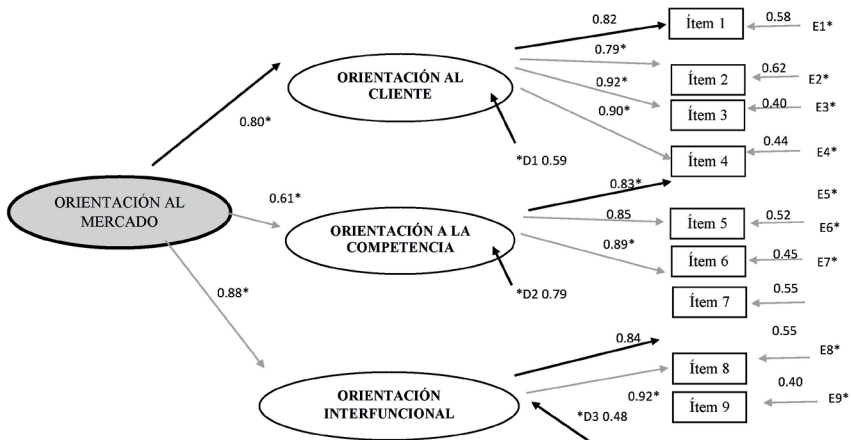 0.82
Ítem 1
0.58
E1*
0.79*
ORIENTACIÓN AL
CLIENTE
0.92*
Ítem 2
0.62
E2*
0.80*
0.90*
Ítem 3
0.40
E3*
*D1 0.59
Ítem 4
0.44
E4*
ORIENTACIÓN AL
MERCADO
0.61*
0.83*
E5*
ORIENTACIÓN A LA
COMPETENCIA
0.85
Ítem 5
0.52
E6*
0.89*
Ítem 6
0.45
E7*
0.88*
*D2 0.79
Ítem 7
0.55
0.84
0.55
E8*
ORIENTACIÓN
INTERFUNCIONAL
Ítem 8
0.92*
Ítem 9
0.40
E9*
*D3 0.48